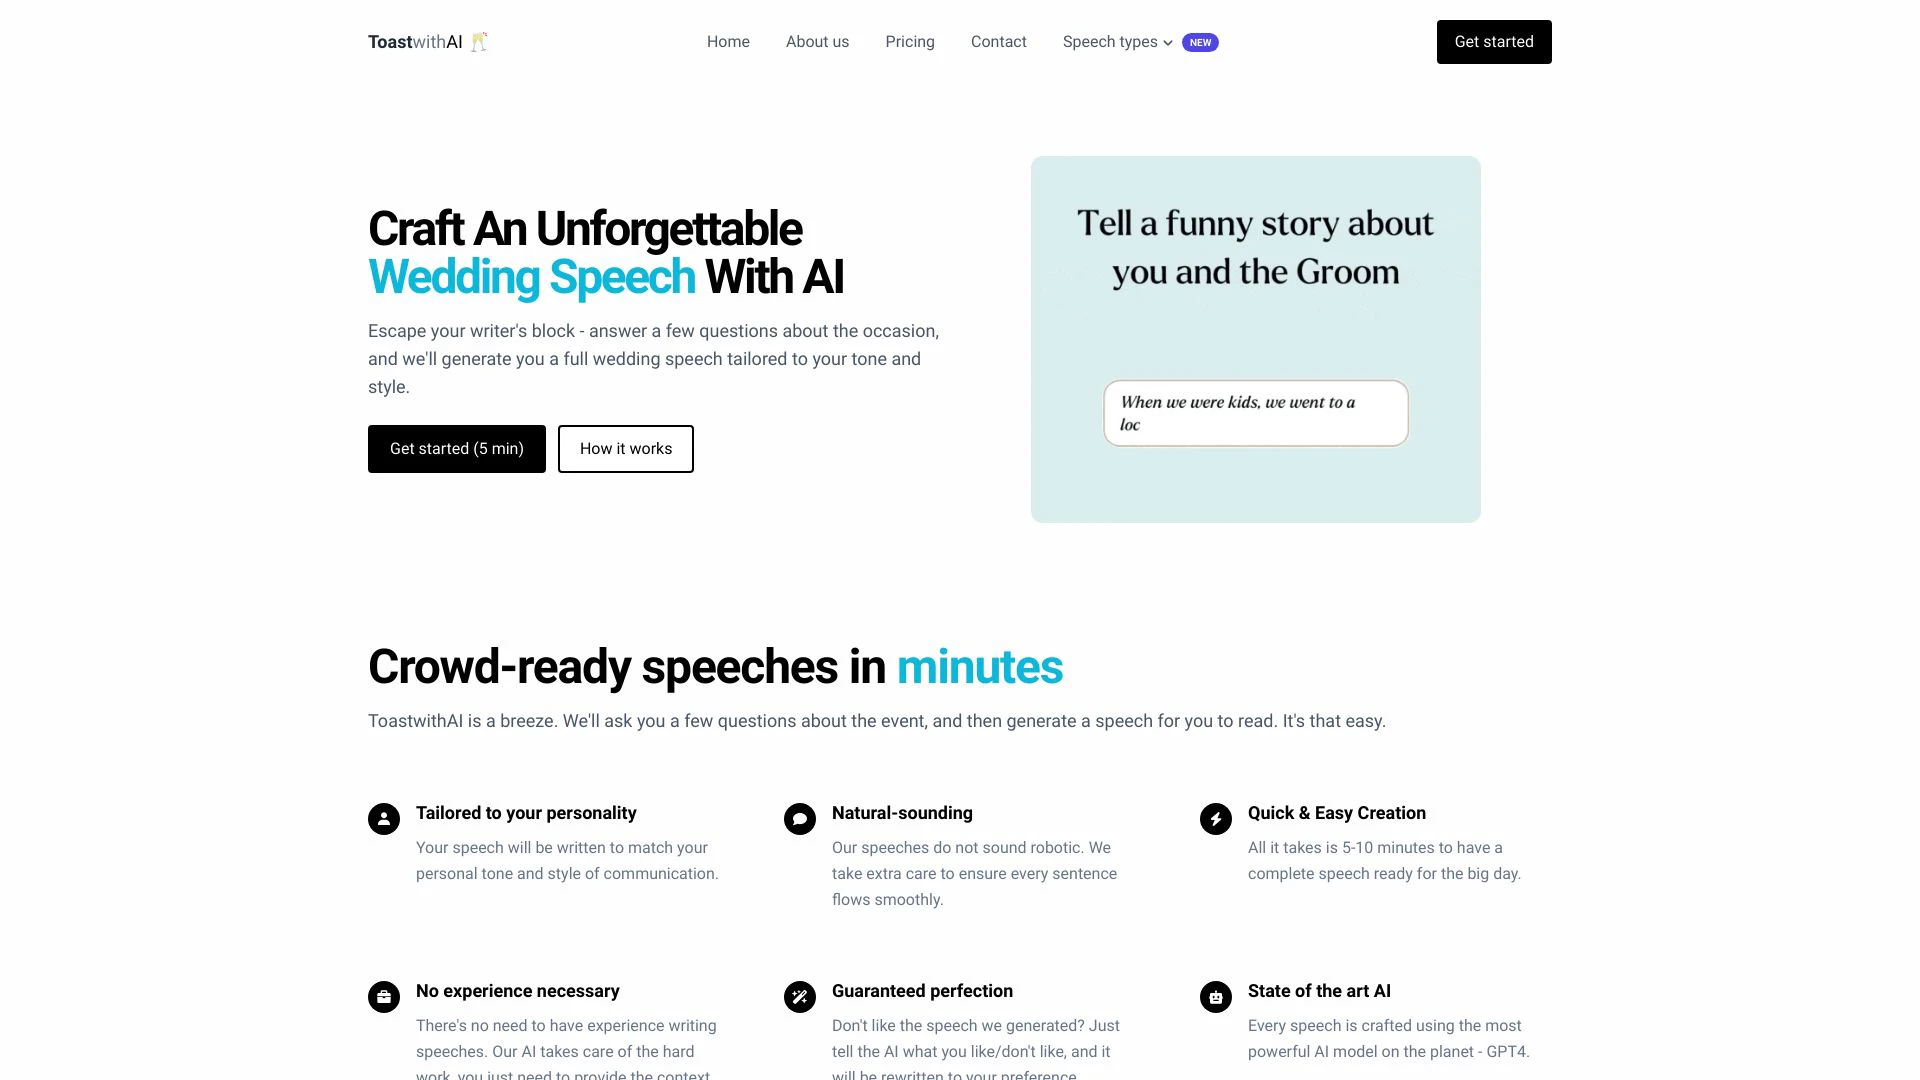 ToastwithAI
Home
About us
Pricing
Contact
Speech types
NEW
Get started
Craft An Unforgettable
Wedding Speech With AI
Escape your writer's block - answer a few questions about the occasion,
and we'll generate you a full wedding speech tailored to your tone and
style.
Get started (5 min)
How it works
Tell a funny story about
you and the Groom
When we were kids, we went to a
loc
Crowd-ready speeches in minutes
ToastwithAI is a breeze. We'll ask you a few questions about the event, and then generate a speech for you to read. It's that easy.
Tailored to your personality
Your speech will be written to match your
personal tone and style of communication.
Natural-sounding
Our speeches do not sound robotic. We
take extra care to ensure every sentence
flows smoothly.
Quick & Easy Creation
All it takes is 5-10 minutes to have a
complete speech ready for the big day.
No experience necessary
There's no need to have experience writing
speeches. Our AI takes care of the hard
work, you just need to provide the context.
Guaranteed perfection
Don't like the speech we generated? Just
tell the AI what you like/don't like, and it
will be rewritten to your preference.
State of the art AI
Every speech is crafted using the most
powerful AI model on the planet - GPT4.